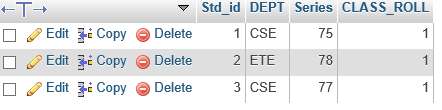 Std_id DEPT Series CLASS_ROLL
Edit Copy Delete 1 CSE 75 1
Edit Copy Delete 2 ETE 78 1
Edit Copy Delete 3 CSE 77 1